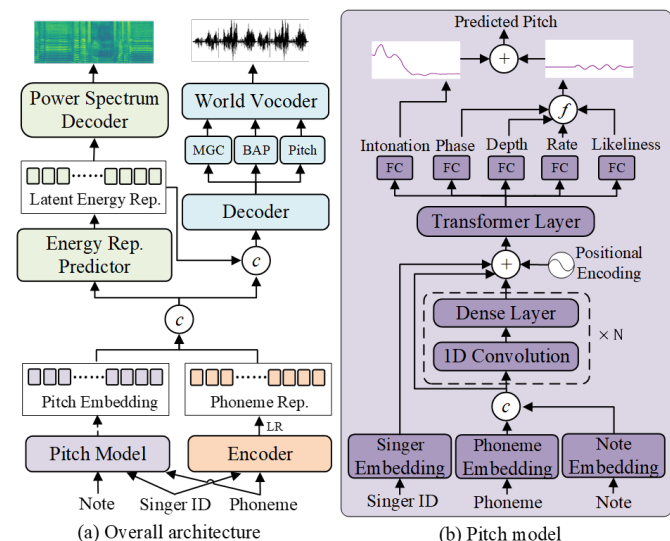 Power Spectrum
Decoder
World Vocoder
MGC
BAP
Pitch
Latent Energy Rep.
Decoder
Energy Rep.
Predictor
c
c
Pitch Embedding
Phoneme Rep.
LR
Pitch Model
Encoder
Note
Singer ID
Phoneme
(a) Overall architecture
Predicted Pitch
+
f
Intonation
Phase
Depth
Rate
Likeliness
FC
FC
FC
FC
FC
Transformer Layer
+
Positional
Encoding
Dense Layer
× N
1D Convolution
c
Singer
Embedding
Phoneme
Embedding
Note
Embedding
Singer ID
Phoneme
Note
(b) Pitch model